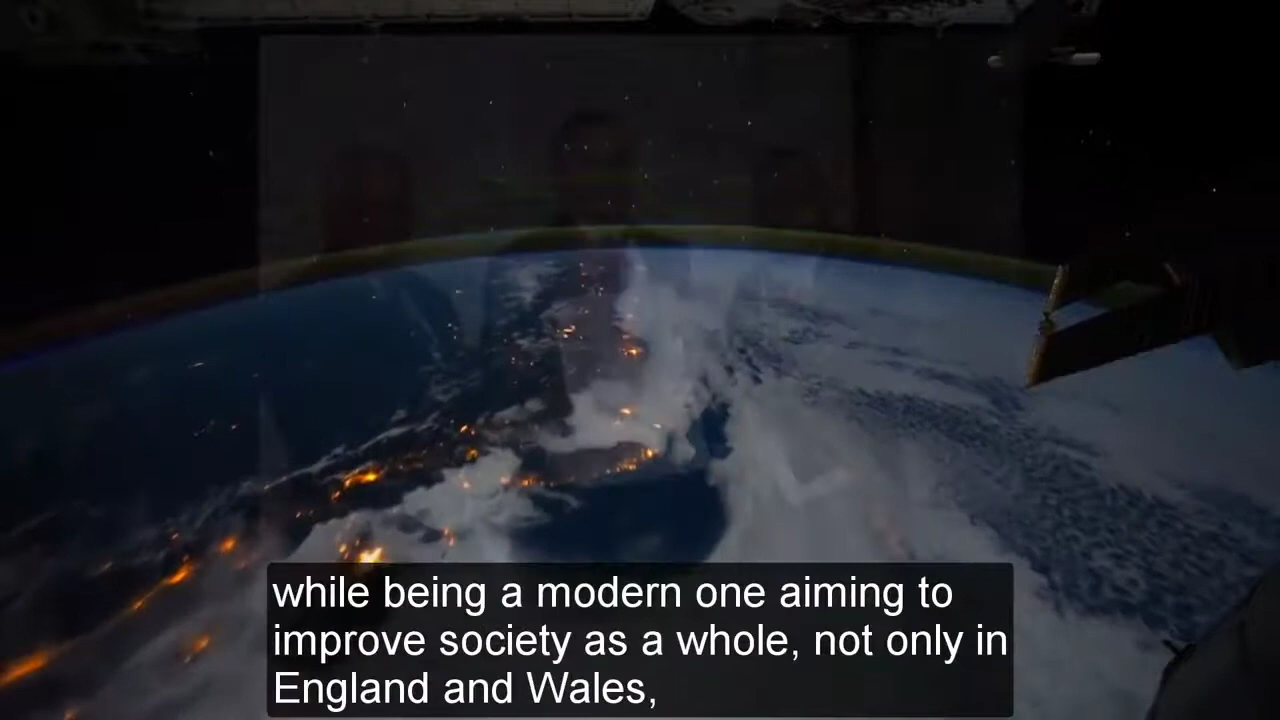 while being a modern one aiming to
improve society as a whole, not only in
England and Wales,